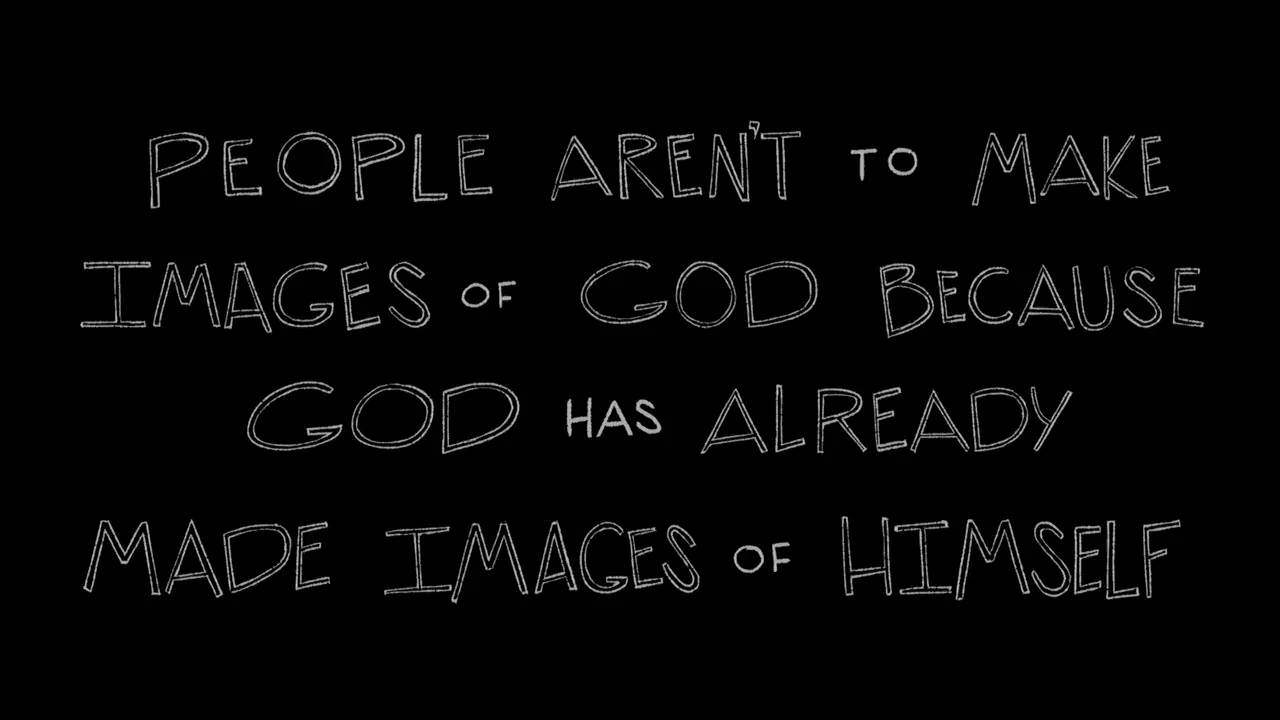 PEOPLE AREN'T TO MAKE
IMAGES OF GOD BECAUSE
GOD HAS ALREADY
MADE IMAGES OF HIMSELF